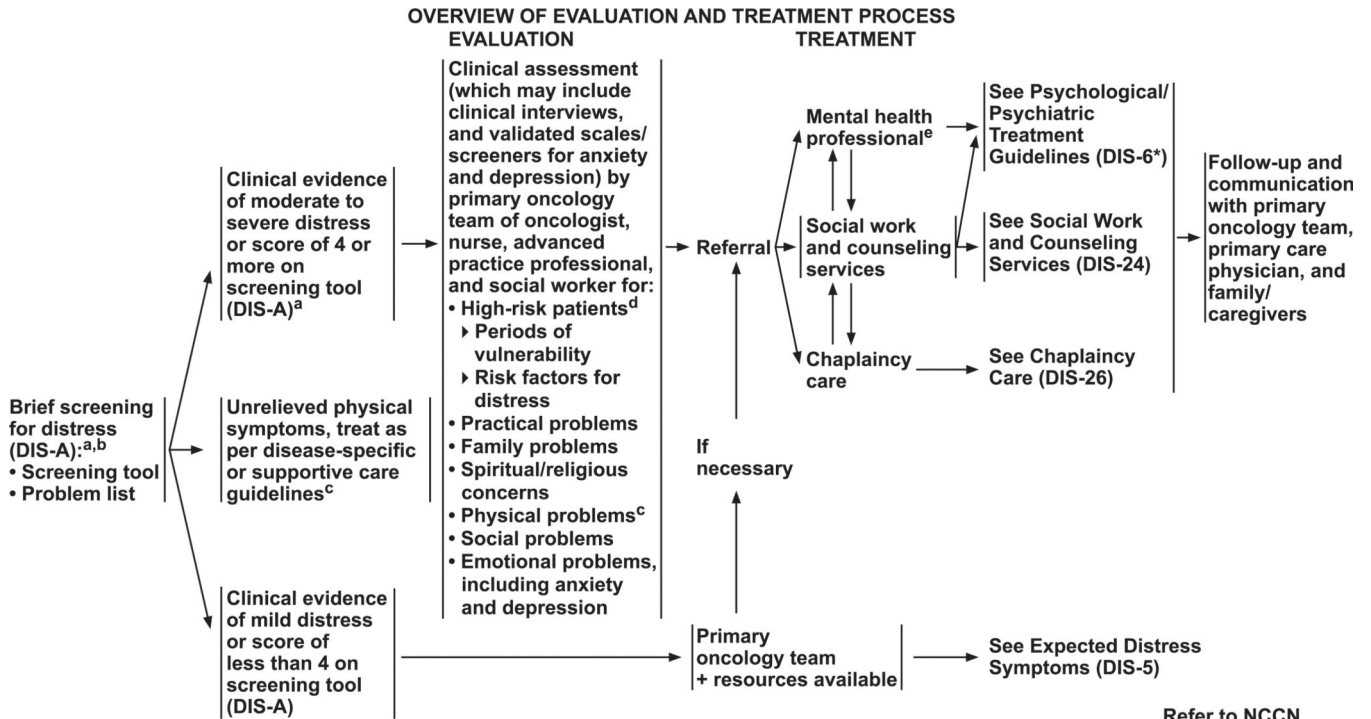 OVERVIEW OF EVALUATION AND TREATMENT PROCESS
EVALUATION
TREATMENT
Brief screening
for distress
(DIS-A):a,b
• Screening tool
• Problem list
Clinical evidence
of moderate to
severe distress
or score of 4 or
more on
screening tool
(DIS-A)a
Unrelieved physical
symptoms, treat as
per disease-specific
or supportive care
guidelinesc
Clinical evidence
of mild distress
or score of
less than 4 on
screening tool
(DIS-A)
Clinical assessment
(which may include
clinical interviews,
and validated scales/
screeners for anxiety
and depression) by
primary oncology
team of oncologist,
nurse, advanced
practice professional,
and social worker for:
• High-risk patientsd
Periods of
vulnerability
Risk factors for
distress
• Practical problems
• Family problems
• Spiritual/religious
concerns
• Physical problemsc
• Social problems
• Emotional problems,
including anxiety
and depression
Referral
If
necessary
Primary
oncology team
+ resources available
Mental health
professionale
Social work
and counseling
services
Chaplaincy
care
See Psychological/
Psychiatric
Treatment
Guidelines (DIS-6*)
See Social Work
and Counseling
Services (DIS-24)
See Chaplaincy
Care (DIS-26)
See Expected Distress
Symptoms (DIS-5)
Follow-up and
communication
with primary
oncology team,
primary care
physician, and
family/
caregivers
Refer to NCCN